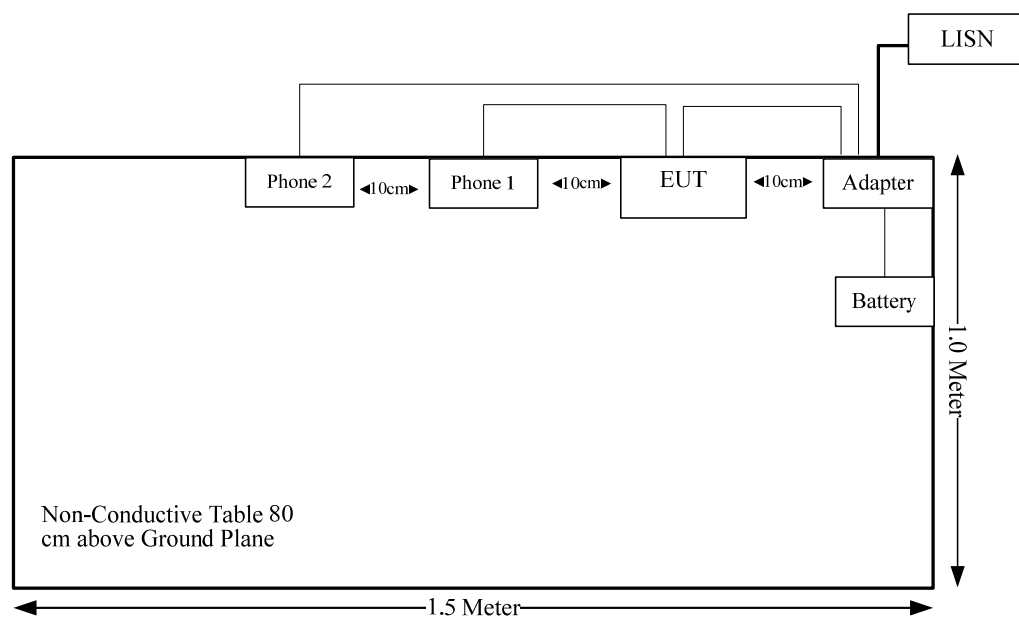 LISN
Phone 2
10cm
Phone 1
10cm
EUT
10cm
Adapter
Battery
1.0 Meter
Non-Conductive Table 80
cm above Ground Plane
1.5 Meter